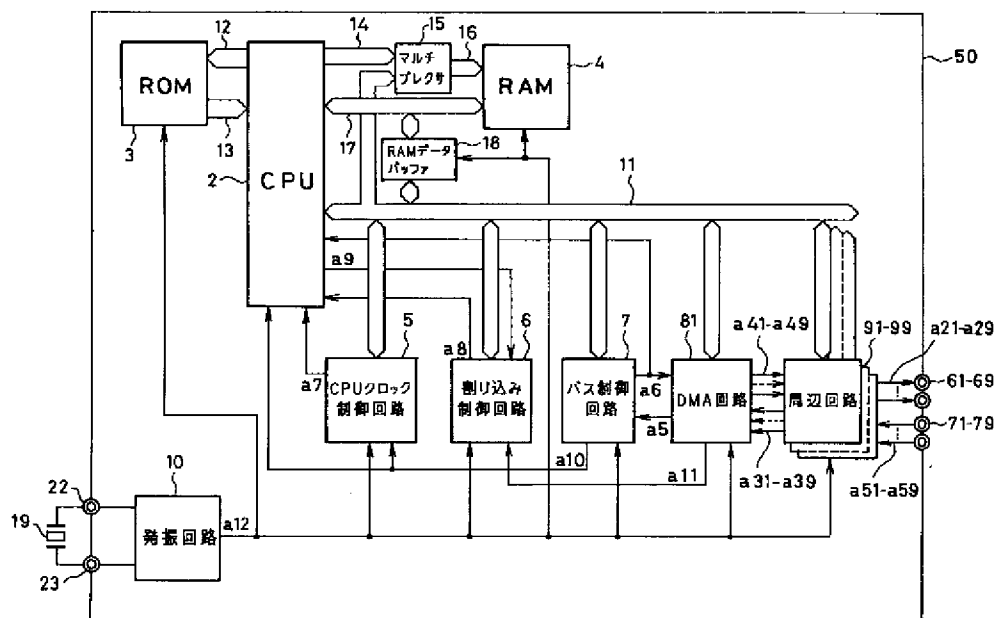 12
14
15
16
ROM
CPU
マルチ
プレクサ
RAM
4
50
3
13
2
17
18
RAMデータ
バッファ
11
a9
5
a8
6
7
81
a41-a49
91-99
a21-a29
a7
CPUクロック
制御回路
割り込み
制御回路
バス制御
回路
a6
a5
DMA回路
周辺回路
61-69
71-79
a10
a11
a31-a39
a51-a59
10
22
19
発振回路
a12
23